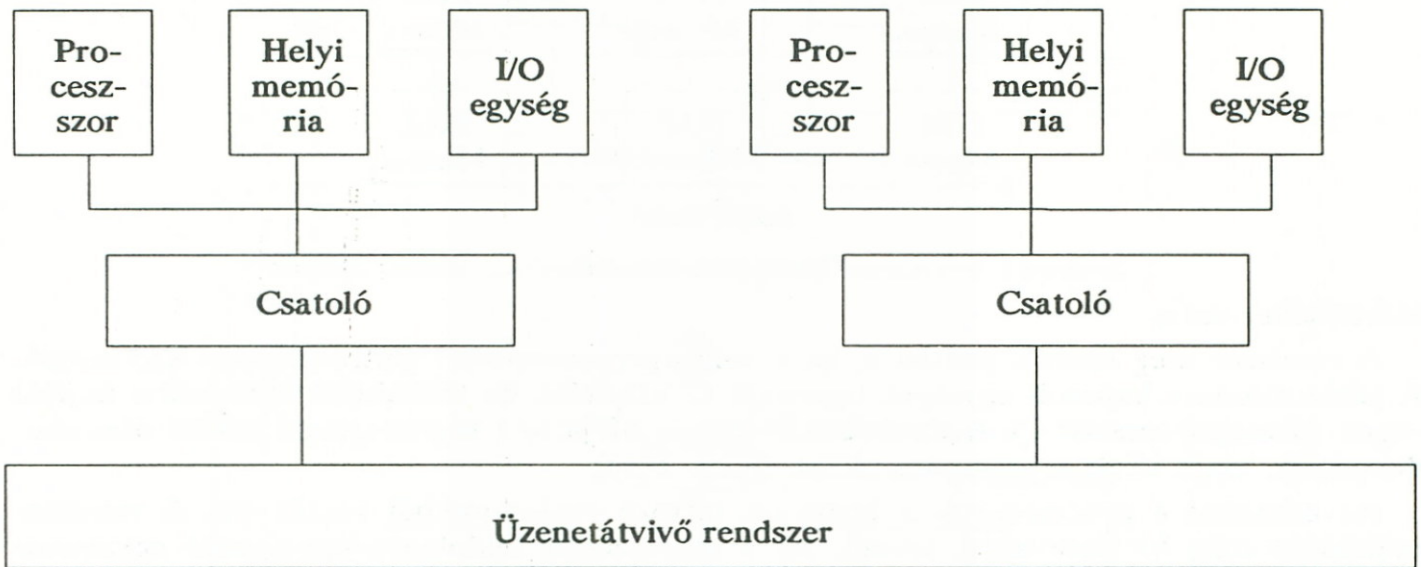 Pro-
cesz-
szor
Helyi
memó-
ria
I/O
egység
Pro-
cesz-
szor
Helyi
memó-
ria
I/O
egység
Csatoló
Csatoló
Üzenetátvivő rendszer